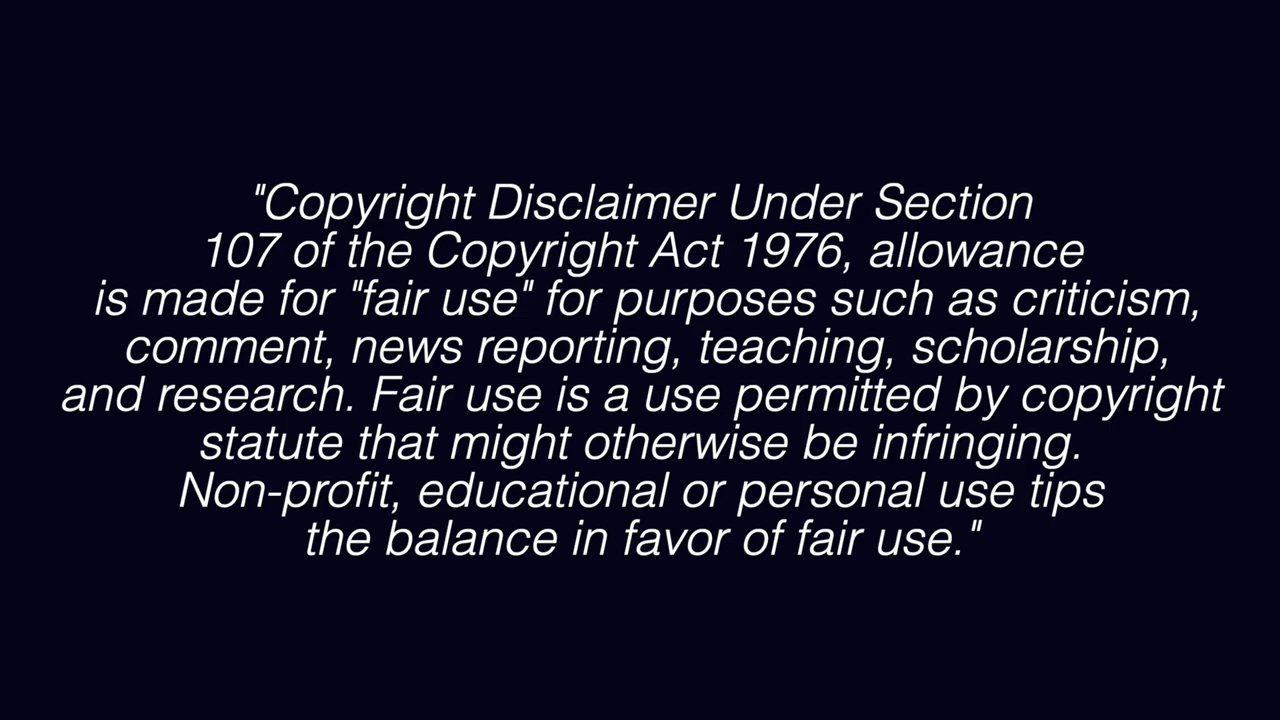 "Copyright Disclaimer Under Section
107 of the Copyright Act 1976, allowance
is made for "fair use" for purposes such as criticism,
comment, news reporting, teaching, scholarship,
and research. Fair use is a use permitted by copyright
statute that might otherwise be infringing.
Non-profit, educational or personal use tips
the balance in favor of fair use."